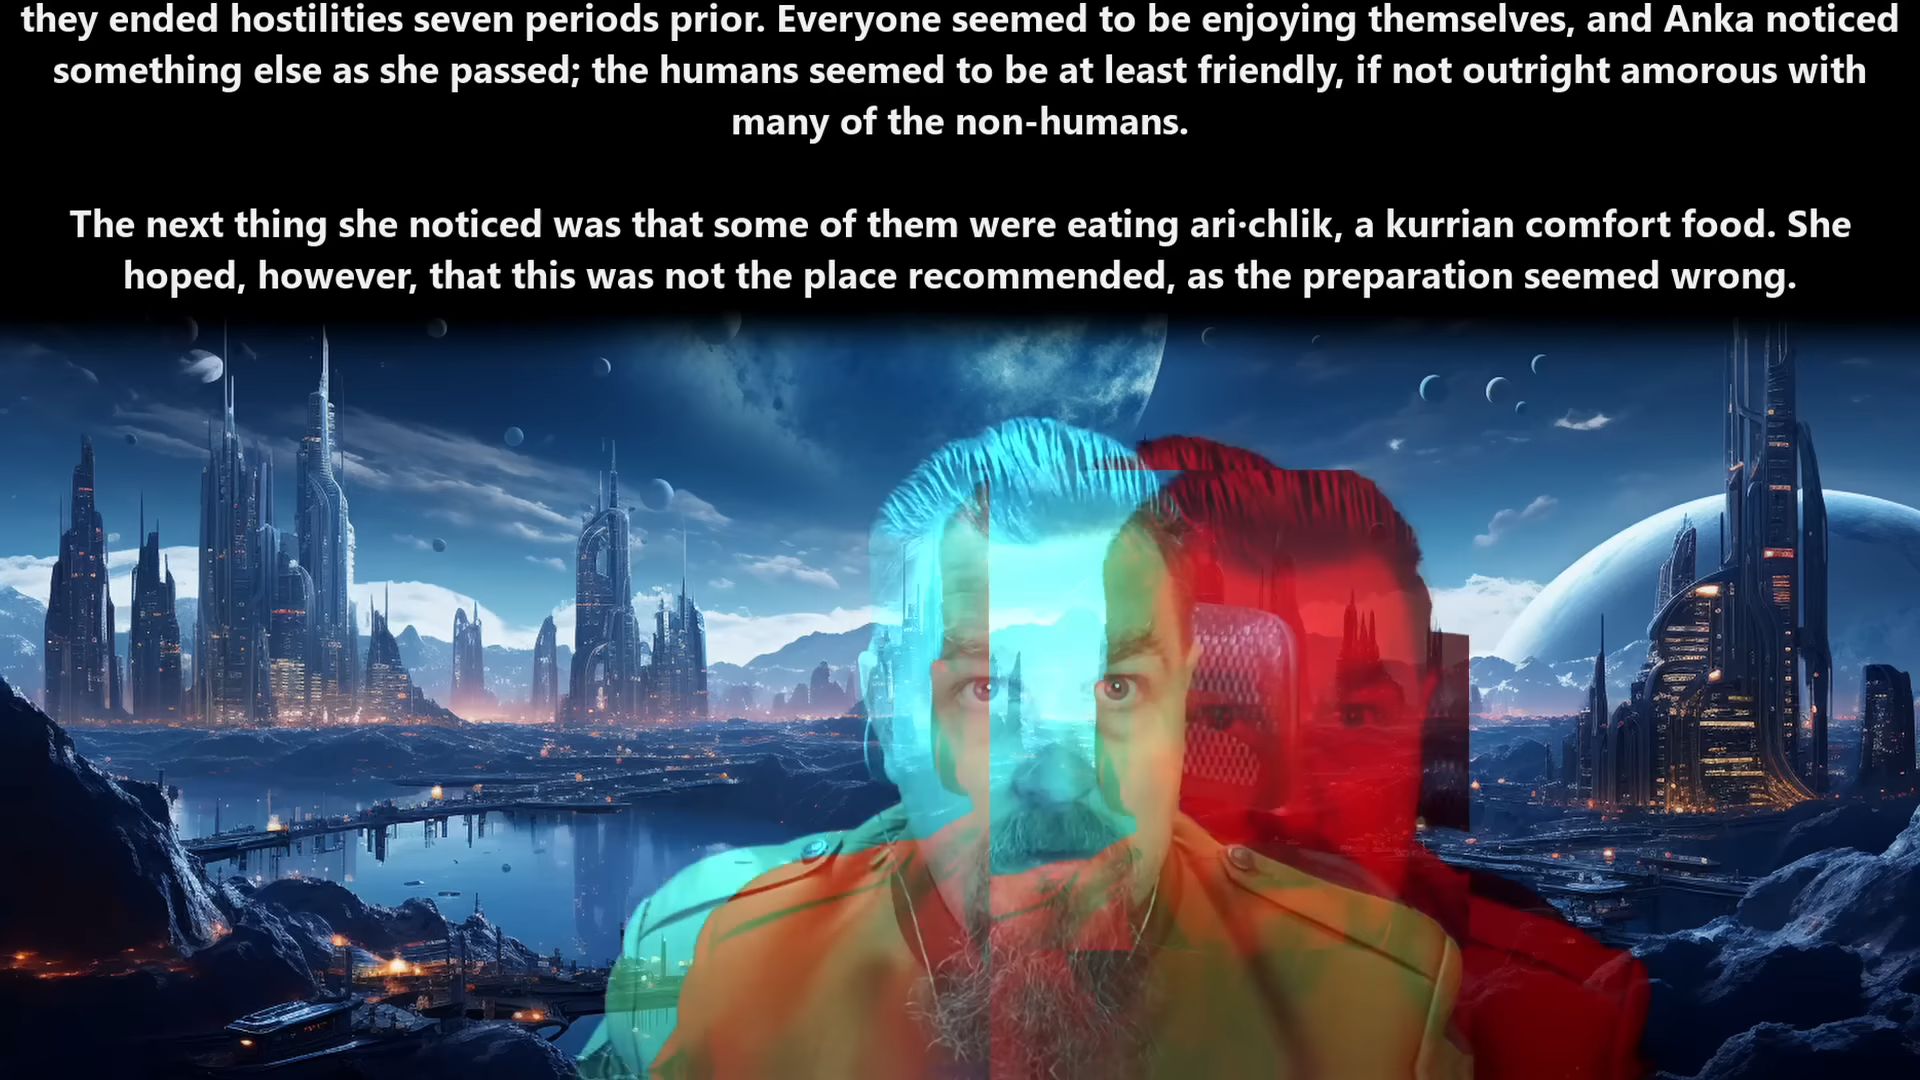 they ended hostilities seven periods prior. Everyone seemed to be enjoying themselves, and Anka noticed
something else as she passed; the humans seemed to be at least friendly, if not outright amorous with
many of the non-humans.
The next thing she noticed was that some of them were eating ari·chlik, a kurrian comfort food. She
hoped, however, that this was not the place recommended, as the preparation seemed wrong.